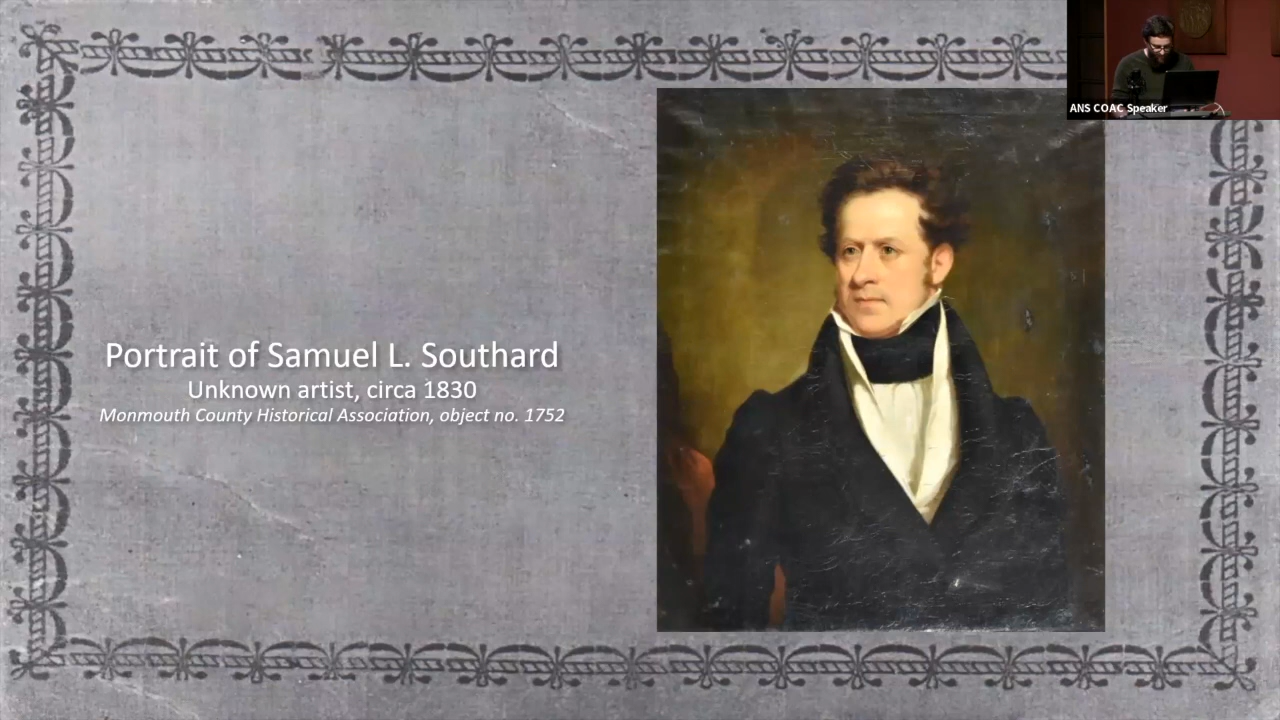 ANS COAC Speaker
Portrait of Samuel L. Southard
Unknown artist, circa 1830
Monmouth County Historical Association, object no. 1752